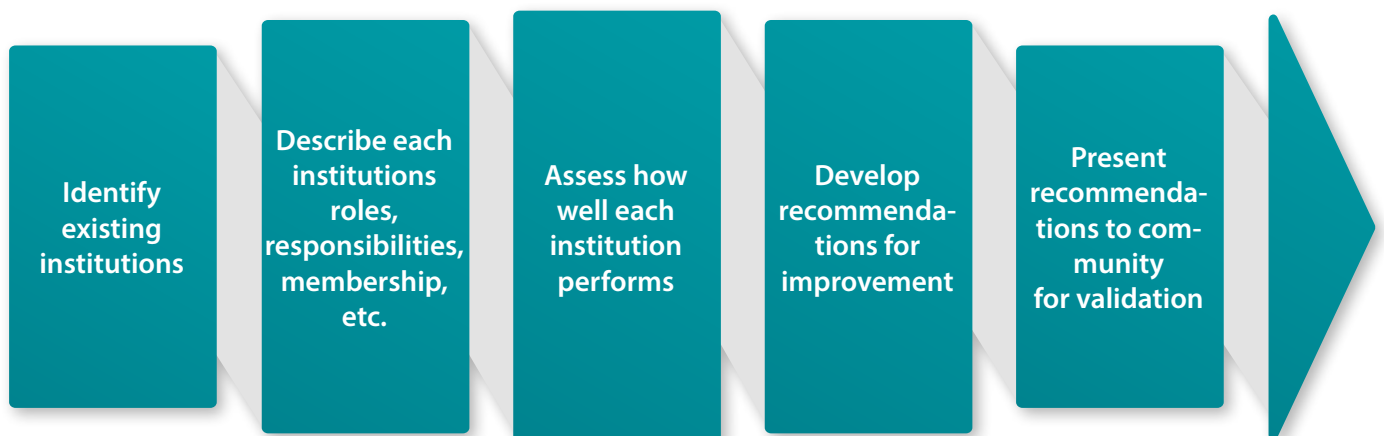 Identify
existing
institutions
Describe each
institutions
roles,
responsibilities,
membership,
etc.
Assess how
well each
institution
performs
Develop
recommenda-
tions for
improvement
Present
recommenda-
tions to com-
munity
for validation